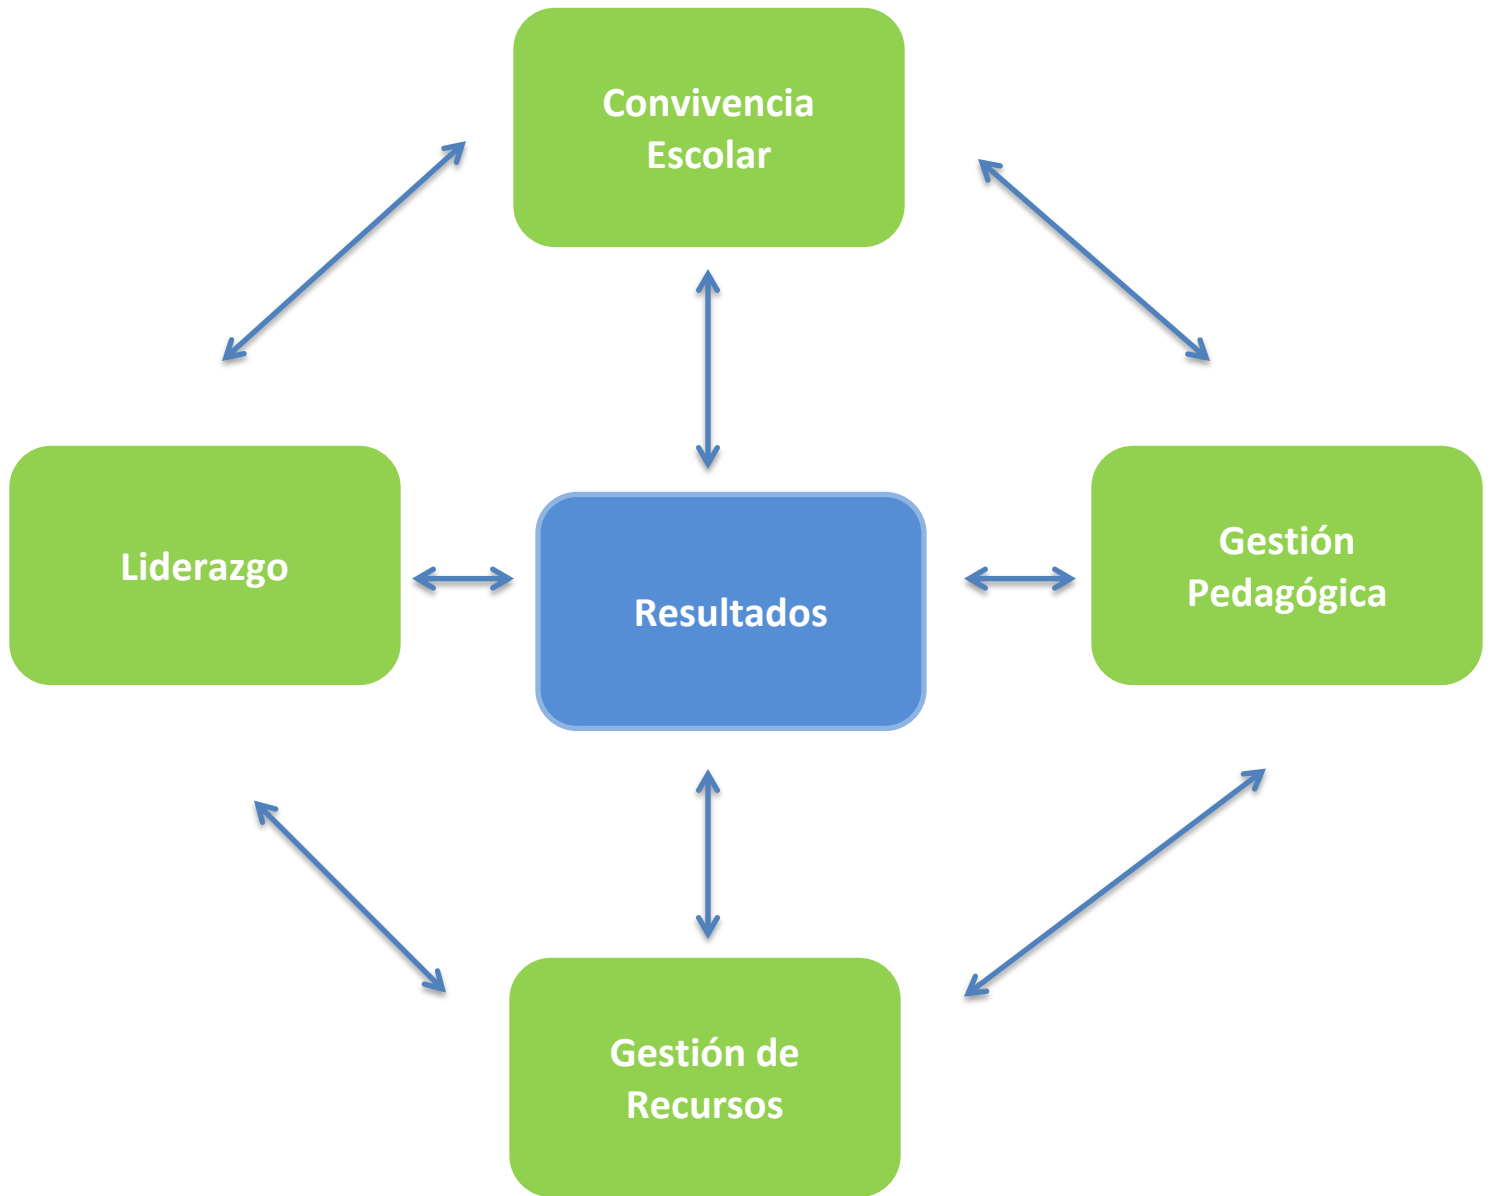 Convivencia
Escolar
Liderazgo
Resultados
Gestión
Pedagógica
Gestión de
Recursos